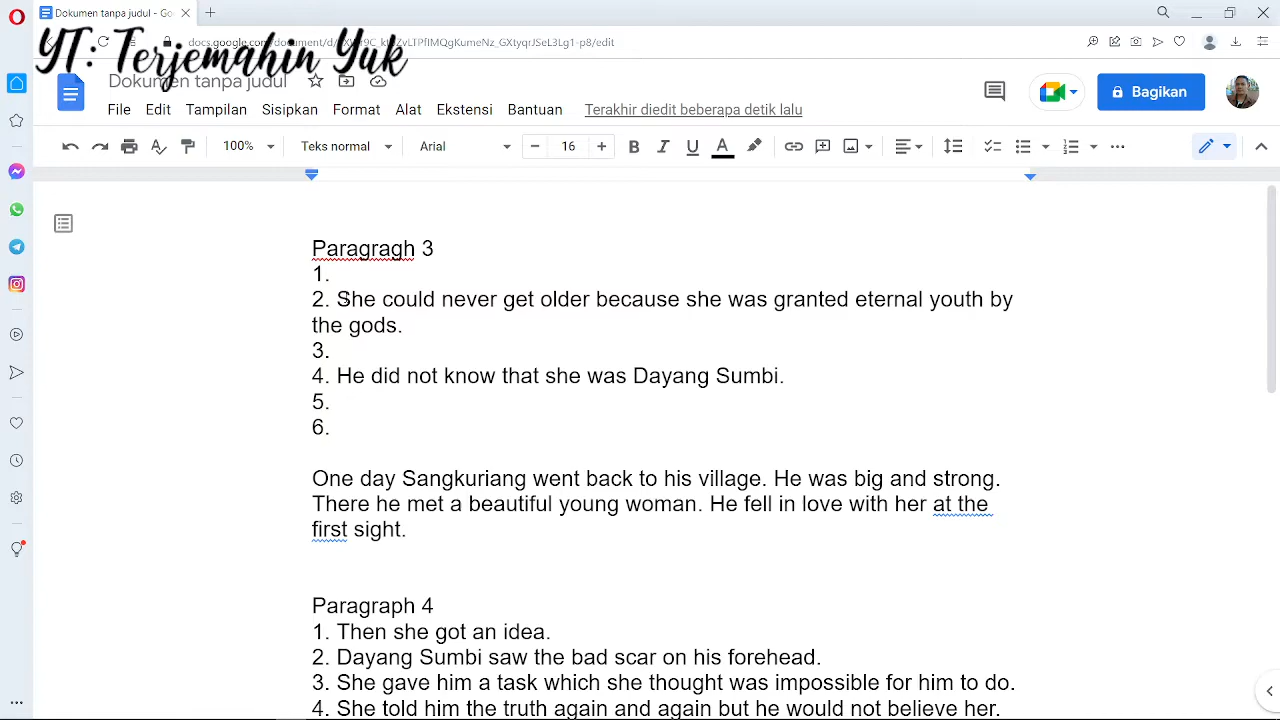 Dokumen tanpa judul - Go
YT: Terjemahin Yuk
Dokumen tanpa judul
File Edit Tampilan Sisipkan Format Alat Ekstensi Bantuan Terakhir diedit beberapa detik lalu
Bagikan
100% Teks normal Arial 16
Paragragh 3
1.
2. She could never get older because she was granted eternal youth by
the gods.
3.
4. He did not know that she was Dayang Sumbi.
5.
6.
One day Sangkuriang went back to his village. He was big and strong.
There he met a beautiful young woman. He fell in love with her at the
first sight.
Paragraph 4
1. Then she got an idea.
2. Dayang Sumbi saw the bad scar on his forehead.
3. She gave him a task which she thought was impossible for him to do.
4. She told him the truth again and again but he would not believe her.